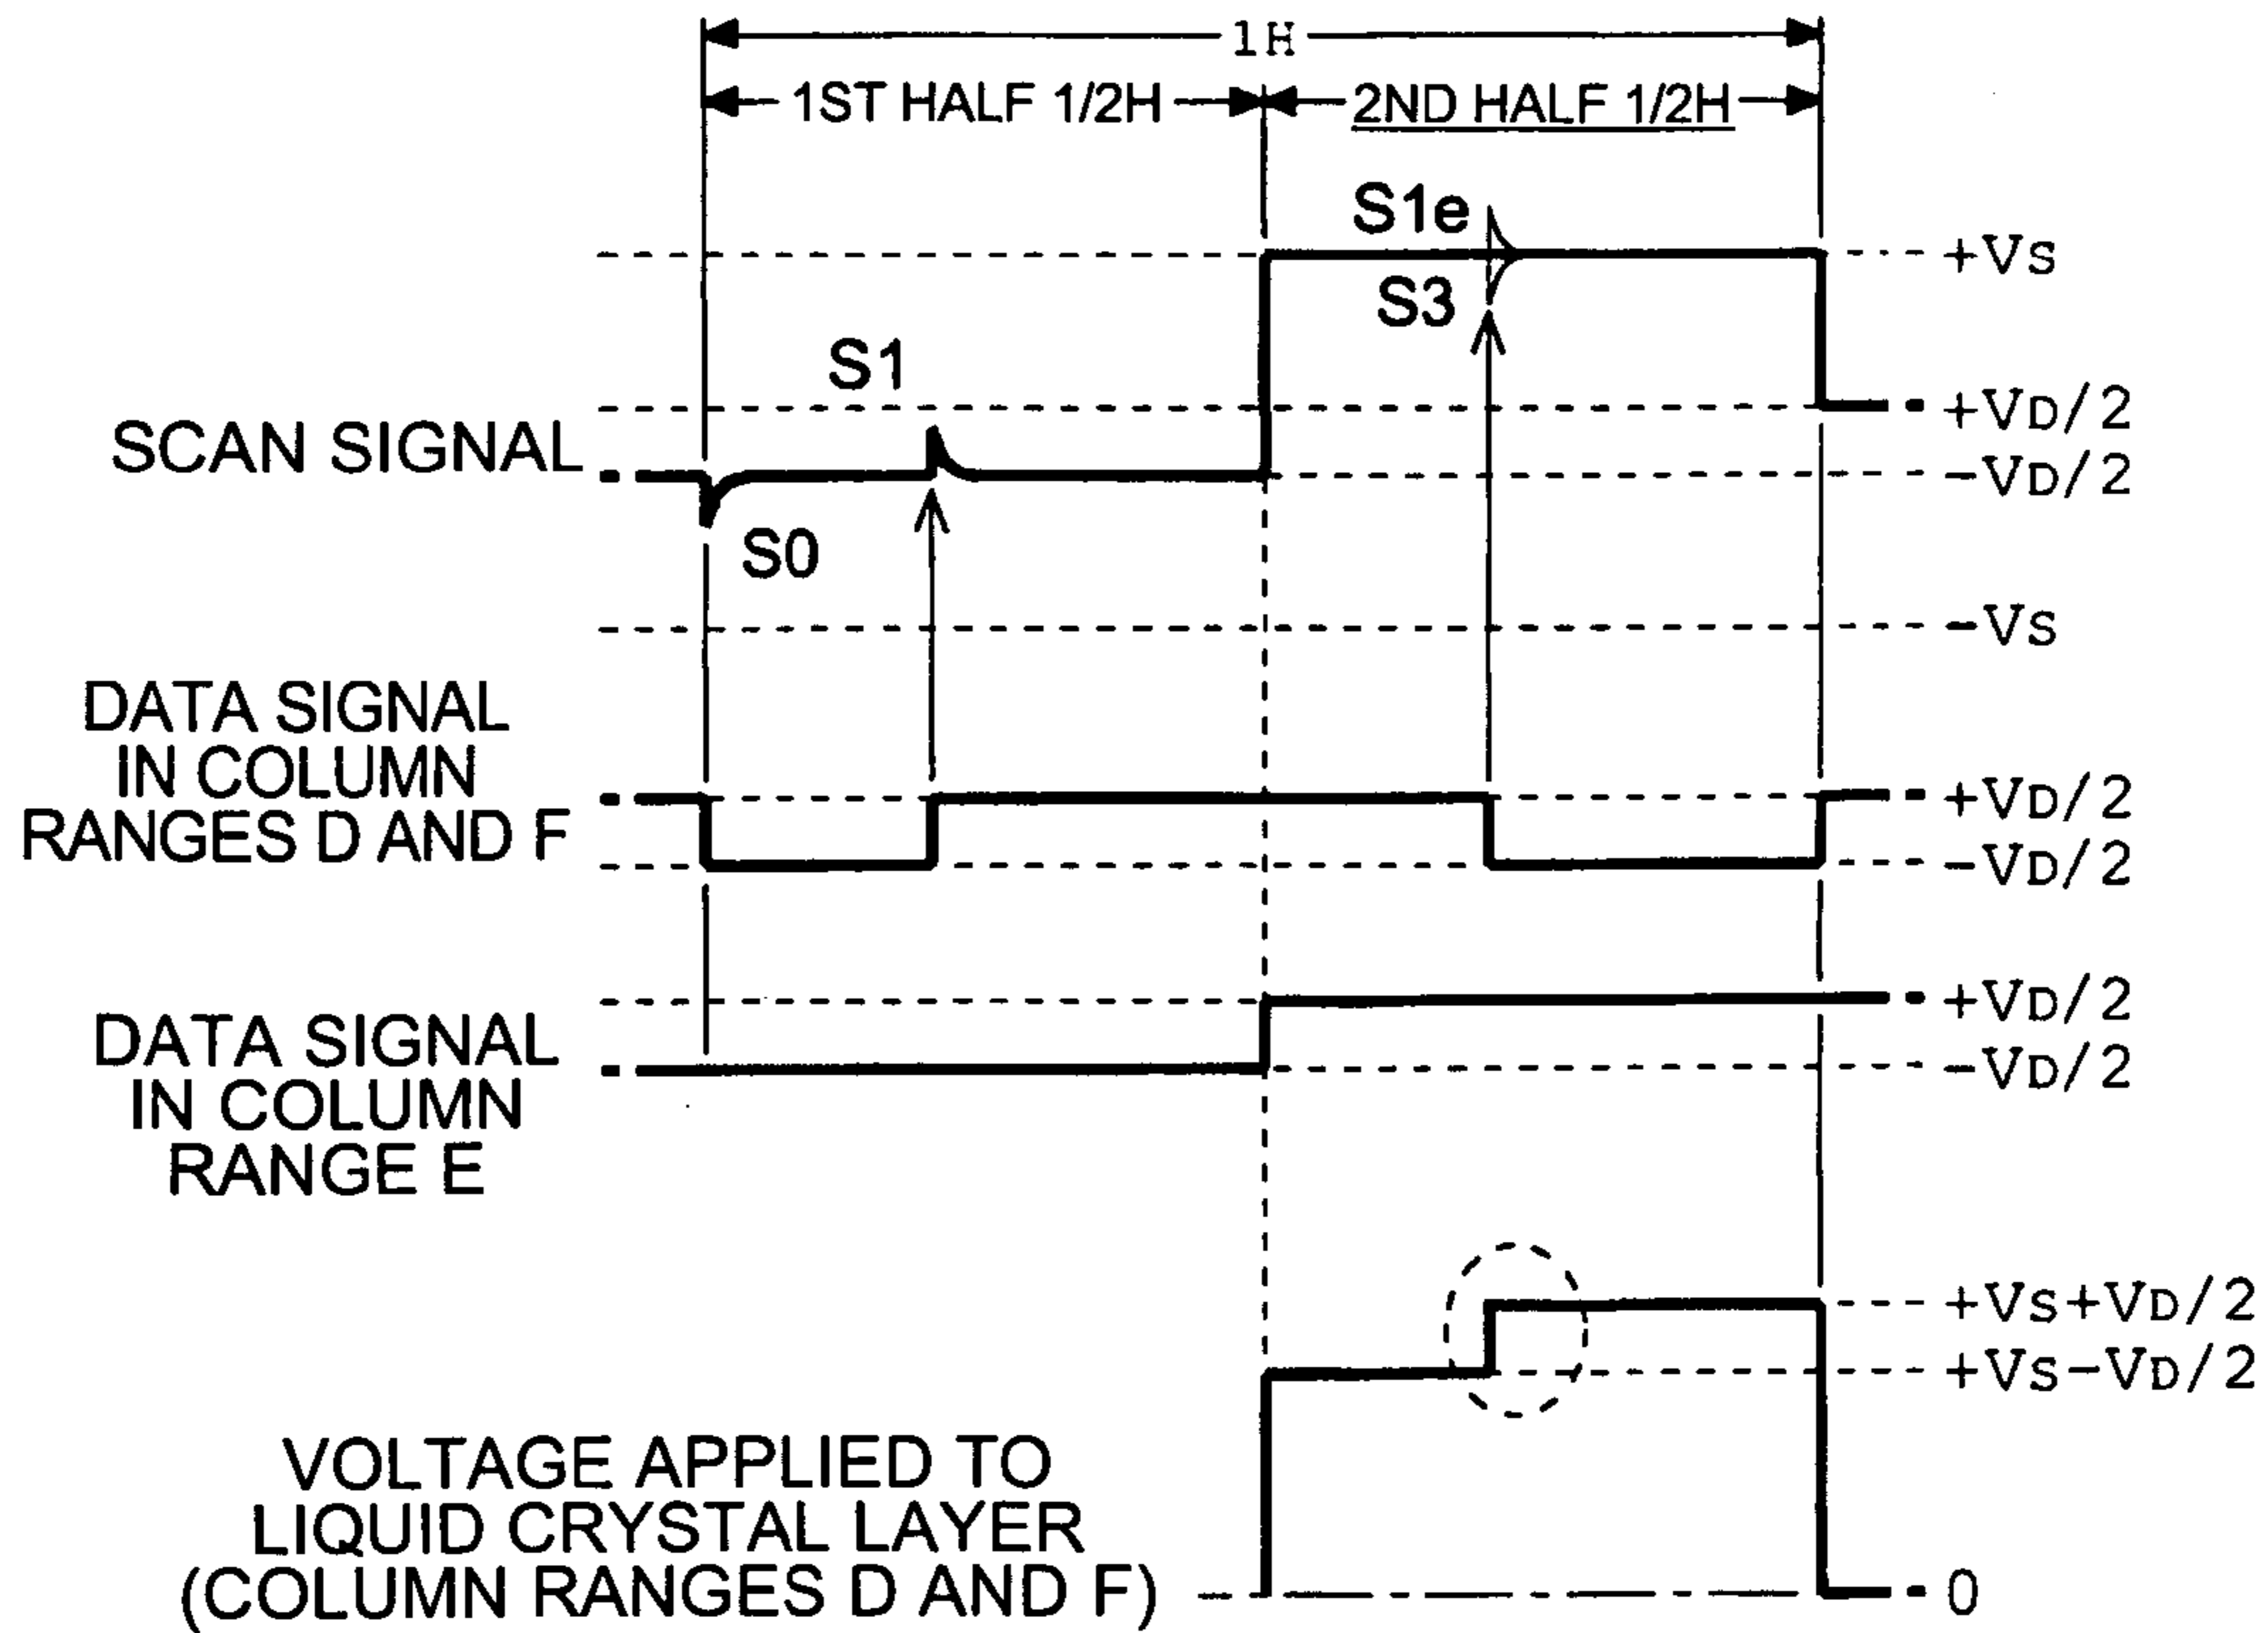 1H
1ST HALF 1/2H
2ND HALF 1/2H
S1e
+VS
S3
S1
+VD/2
SCAN SIGNAL
-VD/2
S0
-VS
DATA SIGNAL
IN COLUMN
RANGES D AND F
+VD/2
-VD/2
DATA SIGNAL
IN COLUMN
RANGE E
+VD/2
-VD/2
+VS+VD/2
+VS-VD/2
VOLTAGE APPLIED TO
LIQUID CRYSTAL LAYER
(COLUMN RANGES D AND F)
0